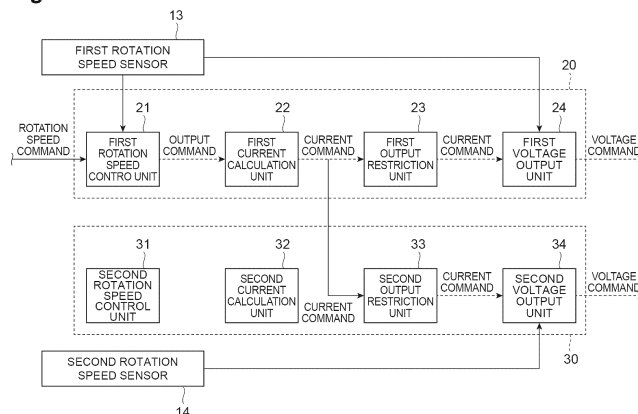 13
FIRST ROTATION
SPEED SENSOR
20
ROTATION
SPEED
COMMAND
21
FIRST
ROTATION
SPEED
CONTRO UNIT
OUTPUT
COMMAND
22
FIRST
CURRENT
CALCULATION
UNIT
CURRENT
COMMAND
23
FIRST
OUTPUT
RESTRICTION
UNIT
CURRENT
COMMAND
24
FIRST
VOLTAGE
OUTPUT
UNIT
VOLTAGE
COMMAND
31
SECOND
ROTATION
SPEED
CONTROL
UNIT
32
SECOND
CURRENT
CALCULATION
UNIT
CURRENT
COMMAND
33
SECOND
OUTPUT
RESTRICTION
UNIT
CURRENT
COMMAND
34
SECOND
VOLTAGE
OUTPUT
UNIT
VOLTAGE
COMMAND
30
SECOND ROTATION
SPEED SENSOR
14